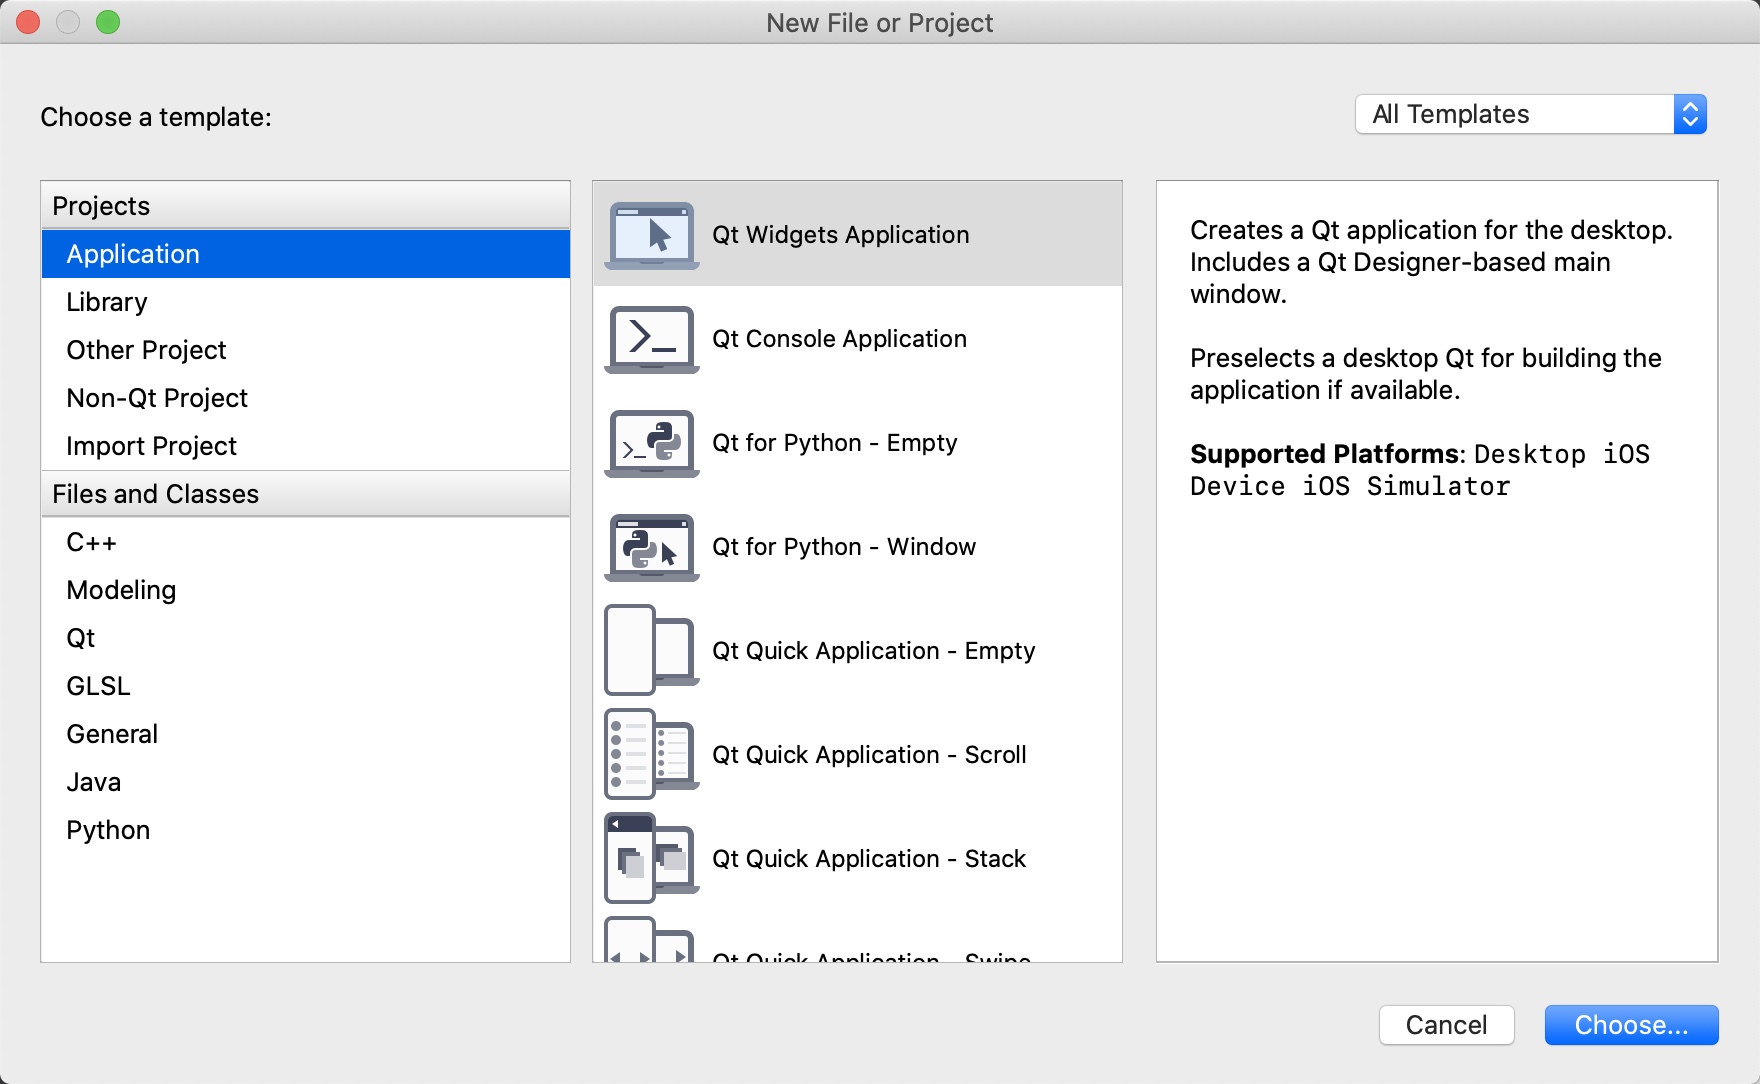 New File or Project
Choose a template:
All Templates
Projects
Application
Library
Other Project
Non-Qt Project
Import Project
Files and Classes
C++
Modeling
Qt
GLSL
General
Java
Python
Qt Widgets Application
Qt Console Application
Qt for Python - Empty
Qt for Python - Window
Qt Quick Application - Empty
Qt Quick Application - Scroll
Qt Quick Application - Stack
Qt Quick Application - Swipe
Creates a Qt application for the desktop.
Includes a Qt Designer-based main
window.
Preselects a desktop Qt for building the
application if available.
Supported Platforms: Desktop iOS
Device iOS Simulator
Cancel
Choose...